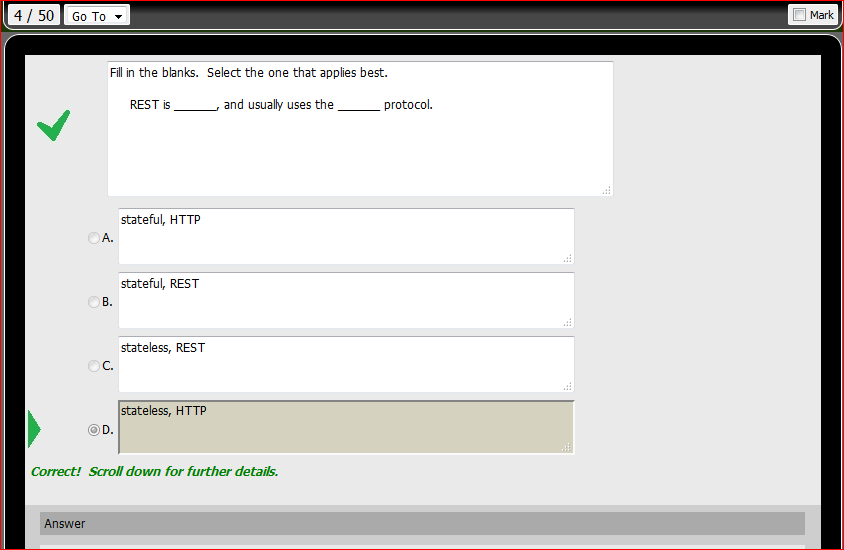 4 / 50 Go To Mark
Fill in the blanks.  Select the one that applies best.
REST is _______, and usually uses the _______ protocol.
A. stateful, HTTP
B. stateful, REST
C. stateless, REST
D. stateless, HTTP
Correct!  Scroll down for further details.
Answer